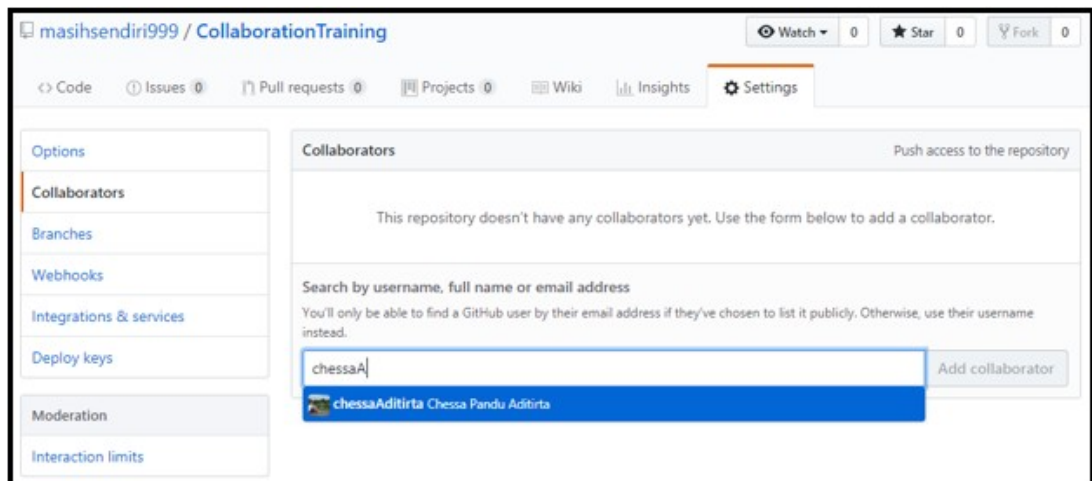 masihsendiri999 / CollaborationTraining
Watch 0 Star 0 Fork 0
<> Code Issues 0 Pull requests 0 Projects 0 Wiki Insights Settings
Options
Collaborators
Branches
Webhooks
Integrations & services
Deploy keys
Moderation
Interaction limits
Collaborators Push access to the repository
This repository doesn't have any collaborators yet. Use the form below to add a collaborator.
Search by username, full name or email address
You'll only be able to find a GitHub user by their email address if they've chosen to list it publicly. Otherwise, use their username
instead.
chessaA Add collaborator
chessaAditirta Chessa Pandu Aditirta